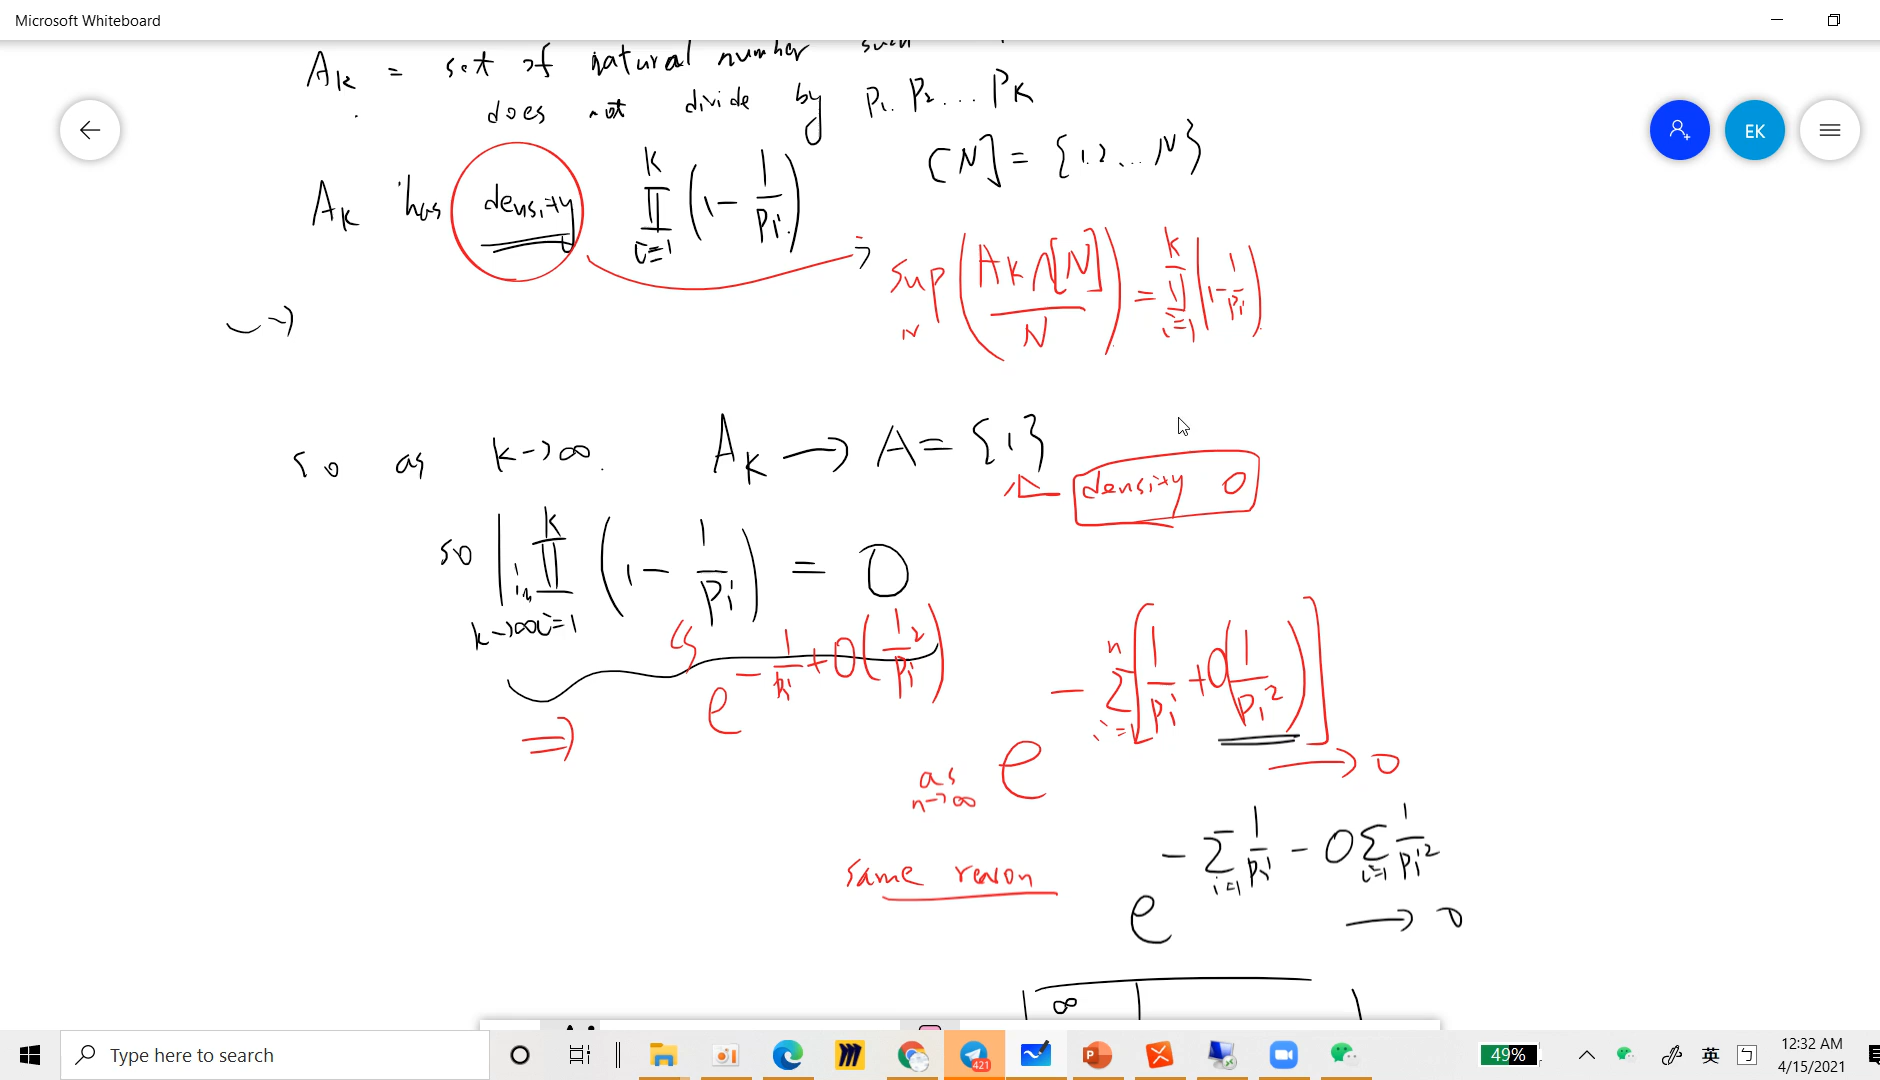 Microsoft Whiteboard
A_k = set of natural number such
does not divide by p_1. p_2 ... p_k
[N] = {1.2 ... N}
EK
A_k has density ∏_{i=1}^{k} (1 - 1/p_i)
→ sup_N (A_k ∩ [N] / N) = ∏_{i=1}^{k} (1 - 1/p_i)
so as k→∞. A_k → A = {1}
density 0
so lim_{k→∞} ∏_{i=1}^{k} (1 - 1/p_i) = 0
e^{-1/p_i + O(1/p_i^2)}
⇒
as n→∞ e^{-∑_{i=1}^{n} [1/p_i + O(1/p_i^2)]} → 0
same reason
e^{-∑_{i=1} 1/p_i - O ∑_{i=1} 1/p_i^2} → 0
∞
Type here to search
421
49%
英
12:32 AM
4/15/2021